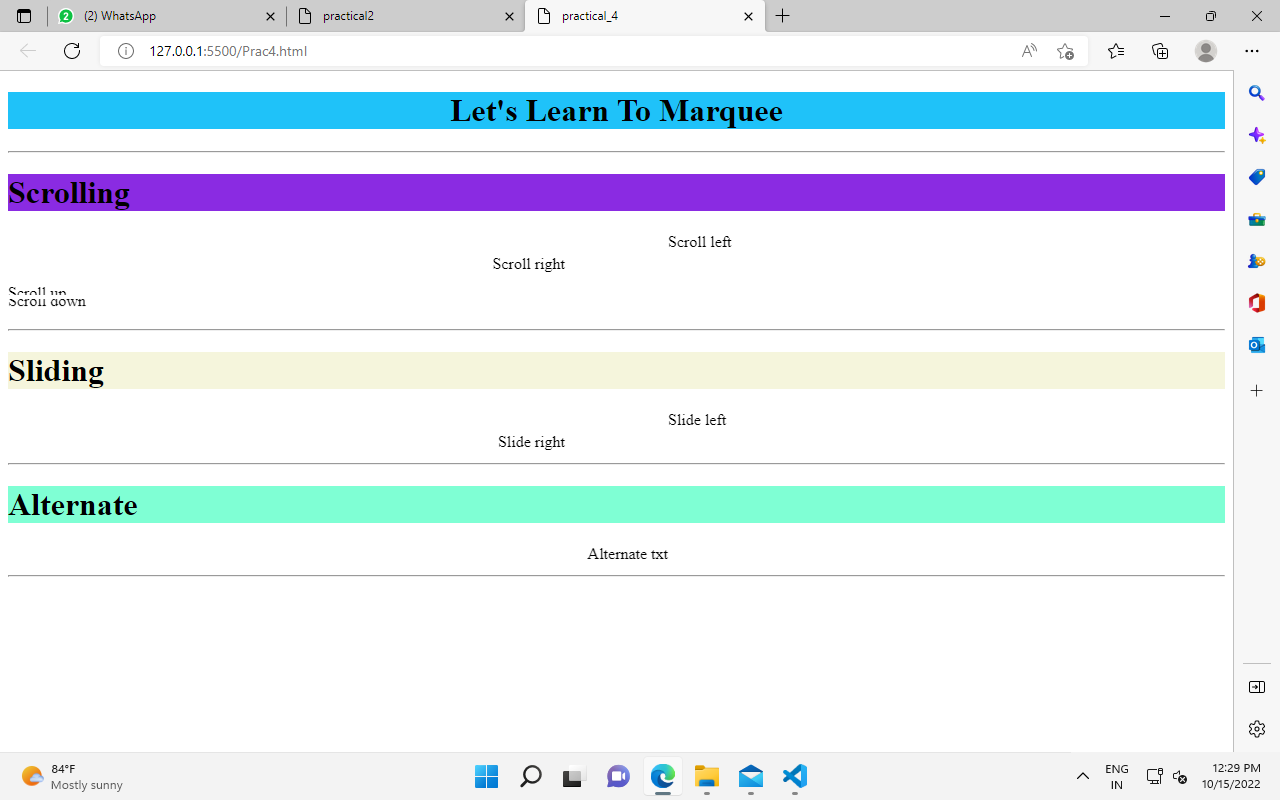 (2) WhatsApp
practical2
practical_4
127.0.0.1:5500/Prac4.html
Let's Learn To Marquee
Scrolling
Scroll left
Scroll right
Scroll up
Scroll down
Sliding
Slide left
Slide right
Alternate
Alternate txt
84°F
Mostly sunny
ENG
IN
12:29 PM
10/15/2022